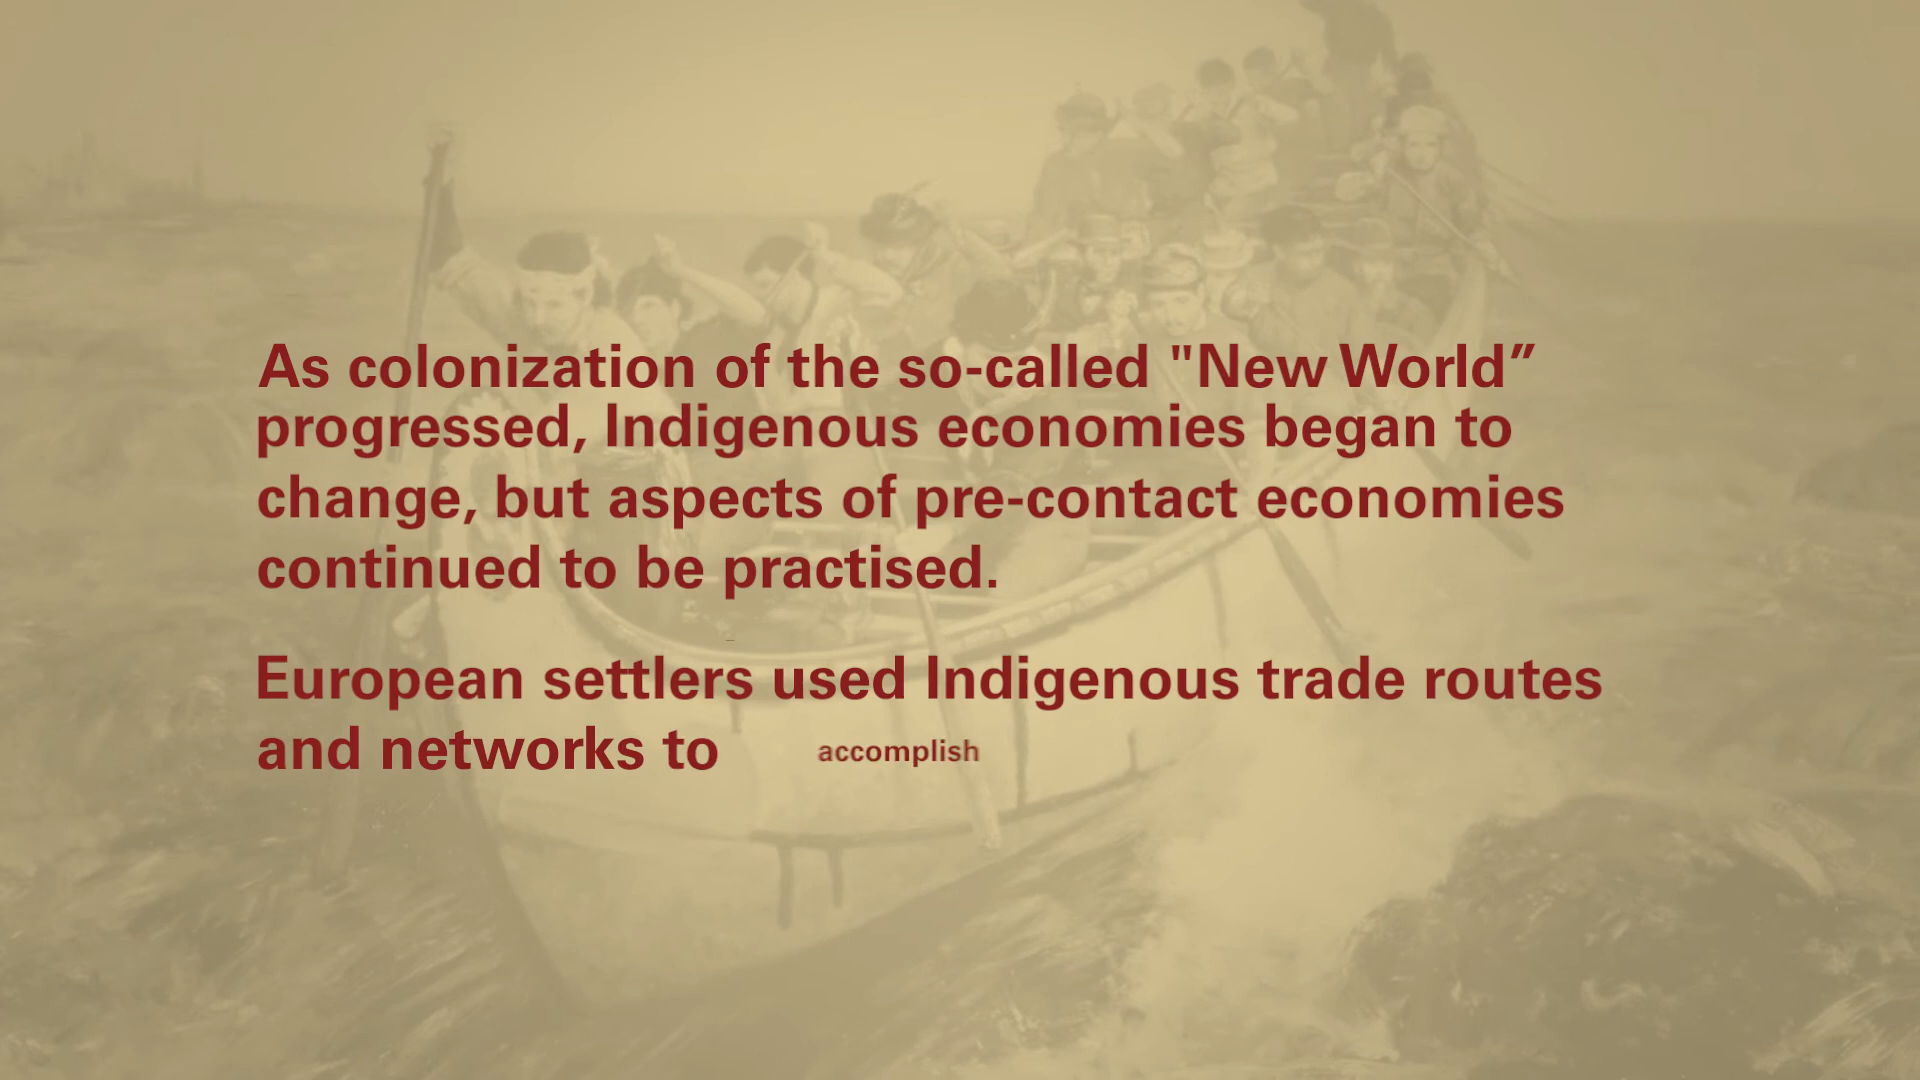 As colonization of the so-called "New World”
progressed, Indigenous economies began to
change, but aspects of pre-contact economies
continued to be practised.
European settlers used Indigenous trade routes
and networks to accomplish